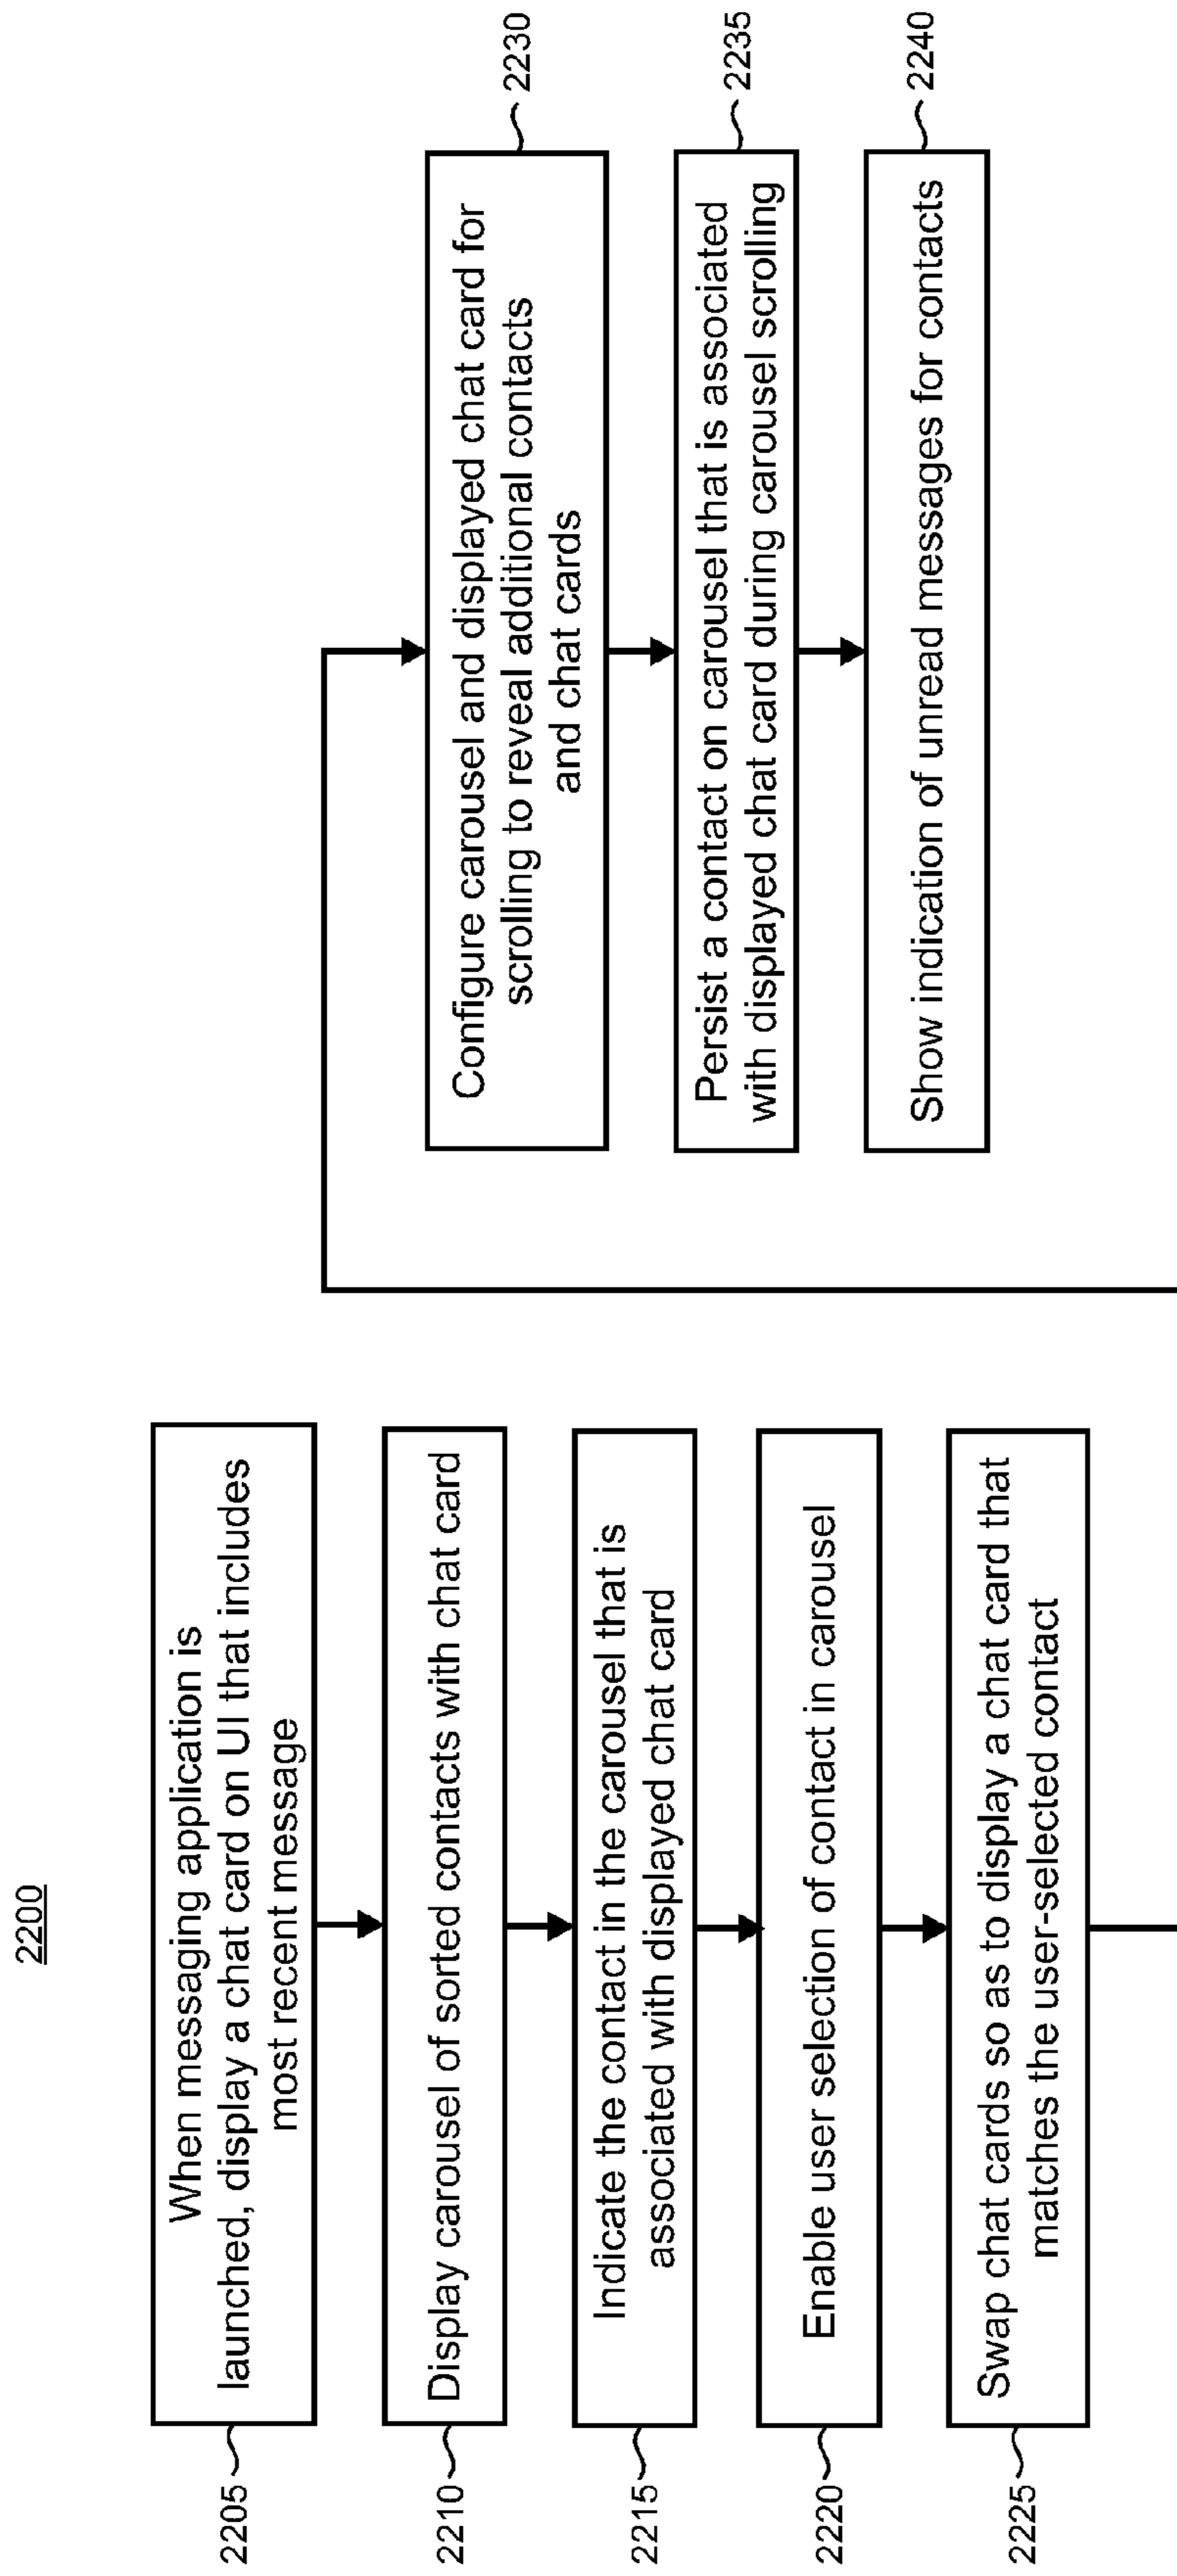 2200
2205
When messaging application is
launched, display a chat card on UI that includes
most recent message
2210
Display carousel of sorted contacts with chat card
2215
Indicate the contact in the carousel that is
associated with displayed chat card
2220
Enable user selection of contact in carousel
2225
Swap chat cards so as to display a chat card that
matches the user-selected contact
2230
Configure carousel and displayed chat card for
scrolling to reveal additional contacts
and chat cards
2235
Persist a contact on carousel that is associated
with displayed chat card during carousel scrolling
2240
Show indication of unread messages for contacts